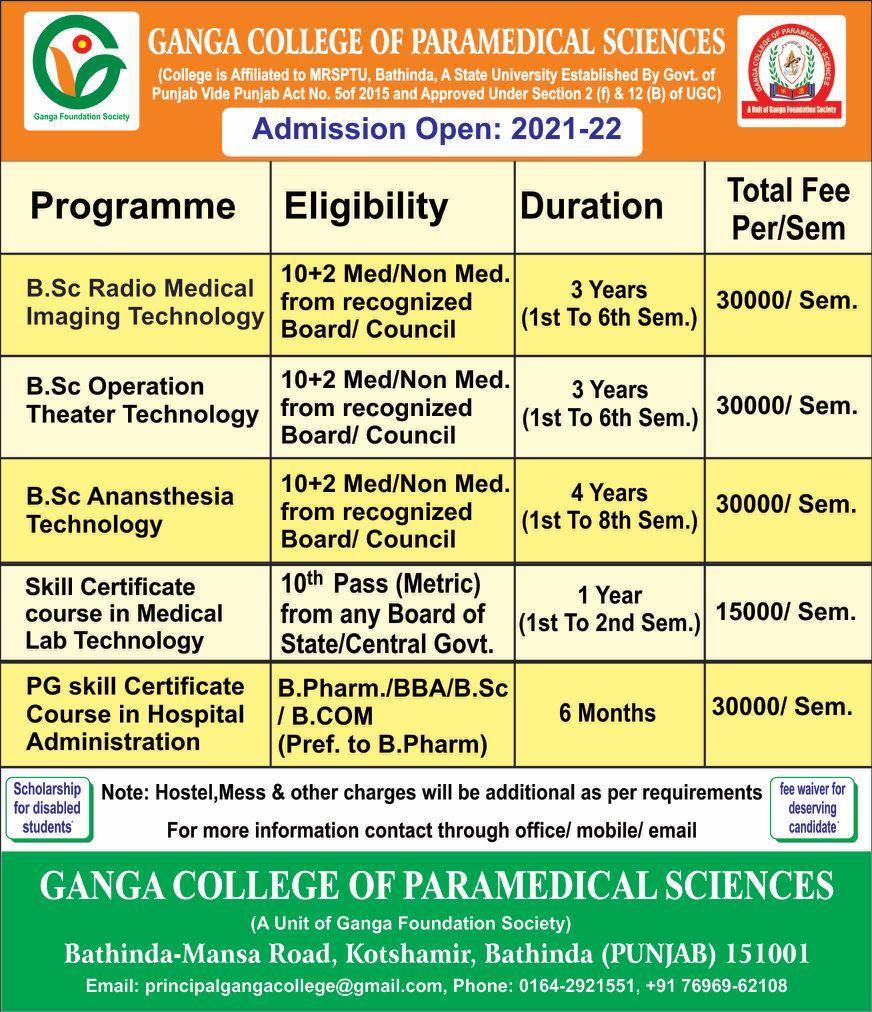 Ganga Foundation Society
GANGA COLLEGE OF PARAMEDICAL SCIENCES
(College is Affiliated to MRSPTU, Bathinda, A State University Established By Govt. of
Punjab Vide Punjab Act No. 5of 2015 and Approved Under Section 2 (f) & 12 (B) of UGC)
Admission Open: 2021-22
GANGA COLLEGE OF PARAMEDICAL SCIENCES
A Unit of Ganga Foundation Society
Programme
Eligibility
Duration
Total Fee
Per/Sem
B.Sc Radio Medical
Imaging Technology
10+2 Med/Non Med.
from recognized
Board/ Council
3 Years
(1st To 6th Sem.)
30000/ Sem.
B.Sc Operation
Theater Technology
10+2 Med/Non Med.
from recognized
Board/ Council
3 Years
(1st To 6th Sem.)
30000/ Sem.
B.Sc Anansthesia
Technology
10+2 Med/Non Med.
from recognized
Board/ Council
4 Years
(1st To 8th Sem.)
30000/ Sem.
Skill Certificate
course in Medical
Lab Technology
10th Pass (Metric)
from any Board of
State/Central Govt.
1 Year
(1st To 2nd Sem.)
15000/ Sem.
PG skill Certificate
Course in Hospital
Administration
B.Pharm./BBA/B.Sc
/ B.COM
(Pref. to B.Pharm)
6 Months
30000/ Sem.
Scholarship
for disabled
students*
Note: Hostel,Mess & other charges will be additional as per requirements
For more information contact through office/ mobile/ email
fee waiver for
deserving
candidate*
GANGA COLLEGE OF PARAMEDICAL SCIENCES
(A Unit of Ganga Foundation Society)
Bathinda-Mansa Road, Kotshamir, Bathinda (PUNJAB) 151001
Email: principalgangacollege@gmail.com, Phone: 0164-2921551, +91 76969-62108